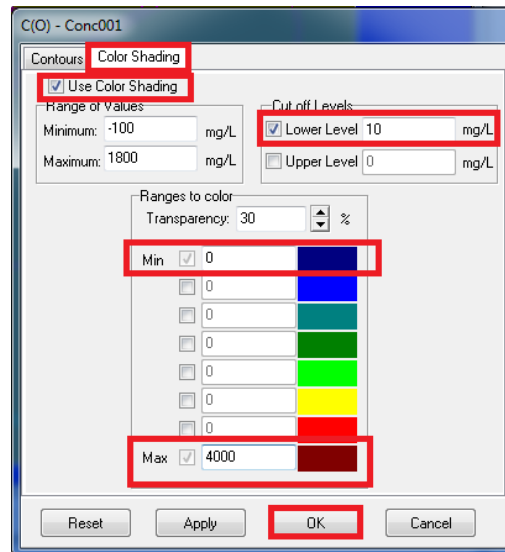 C(O) - Conc001
Contours Color Shading
Use Color Shading
Range of Values
Minimum: -100 mg/L
Maximum: 1800 mg/L
Cut off Levels
Lower Level 10 mg/L
Upper Level 0 mg/L
Ranges to color
Transparency: 30 %
Min 0
0
0
0
0
0
0
Max 4000
Reset Apply OK Cancel